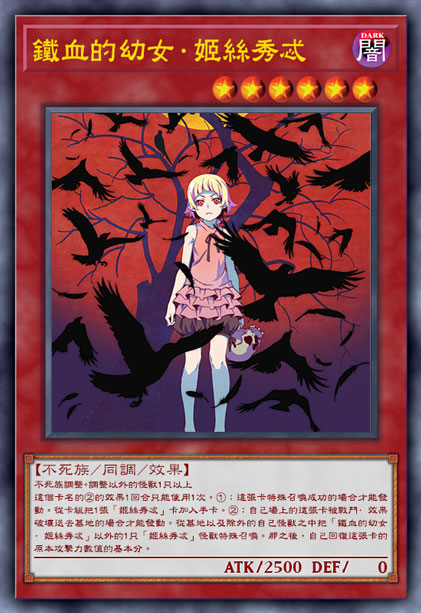 鐵血的幼女·姬絲秀忒
DARK
闇
【不死族/同調/效果】
不死族調整+調整以外的怪獸1只以上
這個卡名的②的效果1回合只能使用1次。①:這張卡特殊召喚成功的場合才能發
動。從卡組把1張「姬絲秀忒」卡加入手卡。②:自己場上的這張卡被戰鬥·效果
破壞送去墓地的場合才能發動。從墓地以及除外的自己怪獸之中把「鐵血的幼女
·姬絲秀忒」以外的1只「姬絲秀忒」怪獸特殊召喚。那之後,自己回復這張卡的
原本攻擊力數值的基本分。
ATK/2500 DEF/ 0